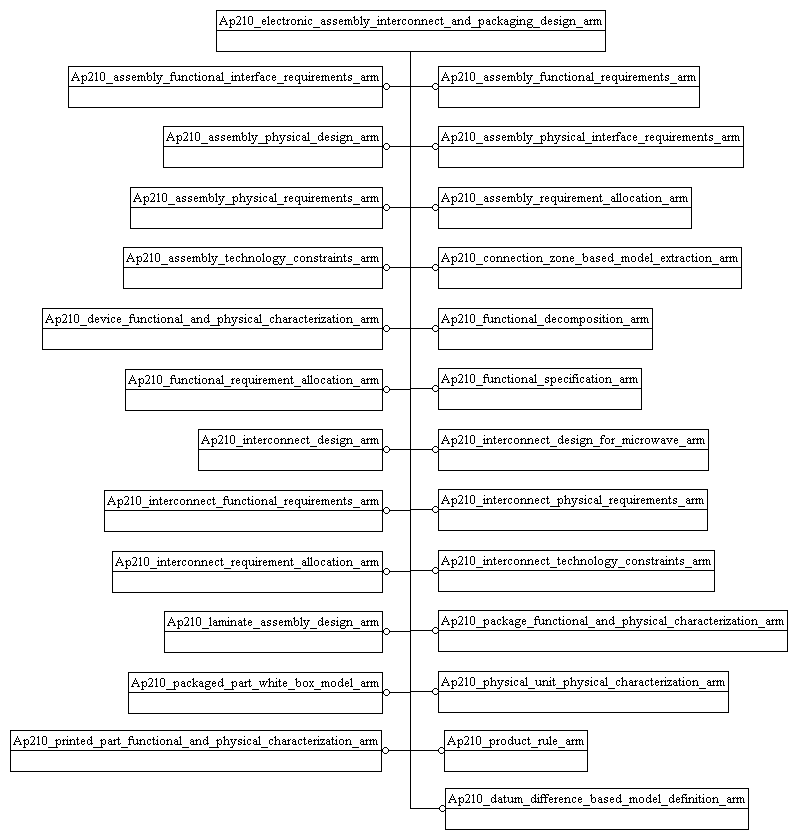 Ap210_electronic_assembly_interconnect_and_packaging_design_arm
Ap210_assembly_functional_interface_requirements_arm
Ap210_assembly_functional_requirements_arm
Ap210_assembly_physical_design_arm
Ap210_assembly_physical_interface_requirements_arm
Ap210_assembly_physical_requirements_arm
Ap210_assembly_requirement_allocation_arm
Ap210_assembly_technology_constraints_arm
Ap210_connection_zone_based_model_extraction_arm
Ap210_device_functional_and_physical_characterization_arm
Ap210_functional_decomposition_arm
Ap210_functional_requirement_allocation_arm
Ap210_functional_specification_arm
Ap210_interconnect_design_arm
Ap210_interconnect_design_for_microwave_arm
Ap210_interconnect_functional_requirements_arm
Ap210_interconnect_physical_requirements_arm
Ap210_interconnect_requirement_allocation_arm
Ap210_interconnect_technology_constraints_arm
Ap210_laminate_assembly_design_arm
Ap210_package_functional_and_physical_characterization_arm
Ap210_packaged_part_white_box_model_arm
Ap210_physical_unit_physical_characterization_arm
Ap210_printed_part_functional_and_physical_characterization_arm
Ap210_product_rule_arm
Ap210_datum_difference_based_model_definition_arm